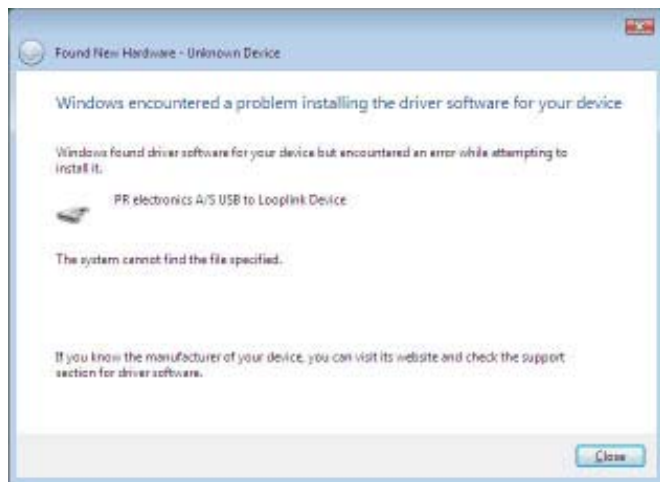 Found New Hardware - Unknown Device
Windows encountered a problem installing the driver software for your device
Windows found driver software for your device but encountered an error while attempting to
install it.
PR electronics A/S USB to Looplink Device
The system cannot find the file specified.
If you know the manufacturer of your device, you can visit its website and check the support
section for driver software.
Close